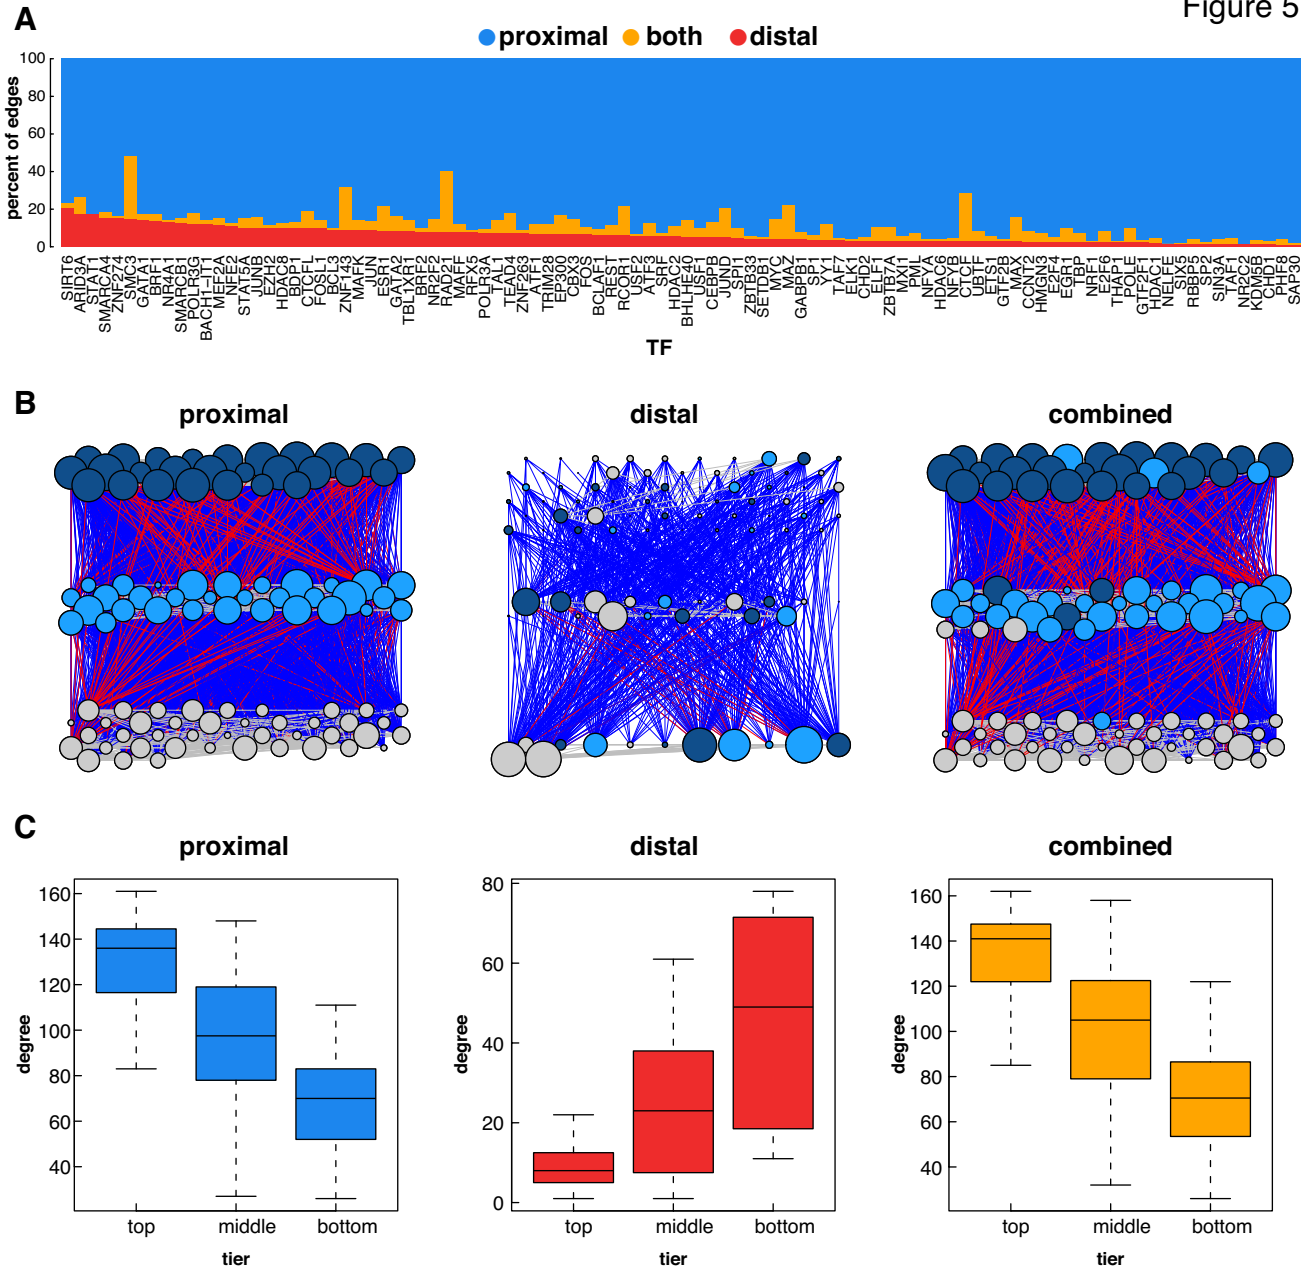 Figure 5
A
proximal both distal
percent of edges
100
80
60
40
20
0
SIRT6
ARID3A
STAT1
SMARCA4
ZNF274
SMC3
GATA1
BRF1
NR4A1
SMARCB1
POLR3G
BACH1−IT1
MEF2A
NFE2
STAT5A
JUNB
EZH2
HDAC8
BDP1
CTCFL
FOSL1
BCL3
ZNF143
MAFK
JUN
ESR1
GATA2
TBL1XR1
BRF2
NR2F2
RAD21
MAFF
RFX5
POLR3A
TAL1
TEAD4
ZNF263
ATF1
TRIM28
EP300
CBX3
FOS
BCLAF1
REST
RCOR1
USF2
ATF3
SRF
HDAC2
BHLHE40
USF1
CEBPB
JUND
SPI1
ZBTB33
SETDB1
MYC
MAZ
GABPB1
SP1
YY1
TAF7
ELK1
CHD2
ELF1
ZBTB7A
MXI1
PML
NFYA
HDAC6
NFYB
CTCF
UBTF
ETS1
GTF2B
MAX
CCNT2
HMGN3
E2F4
EGR1
TBP
NRF1
E2F6
THAP1
POLE
GTF2F1
HDAC1
NELFE
SIX5
RBBP5
SP2
SIN3A
TAF1
NR2C2
KDM5B
CHD1
PHF8
SAP30
TF
B
proximal
distal
combined
C
proximal
degree
160
140
120
100
80
60
40
top middle bottom
tier
distal
degree
80
60
40
20
0
top middle bottom
tier
combined
degree
160
140
120
100
80
60
40
top middle bottom
tier